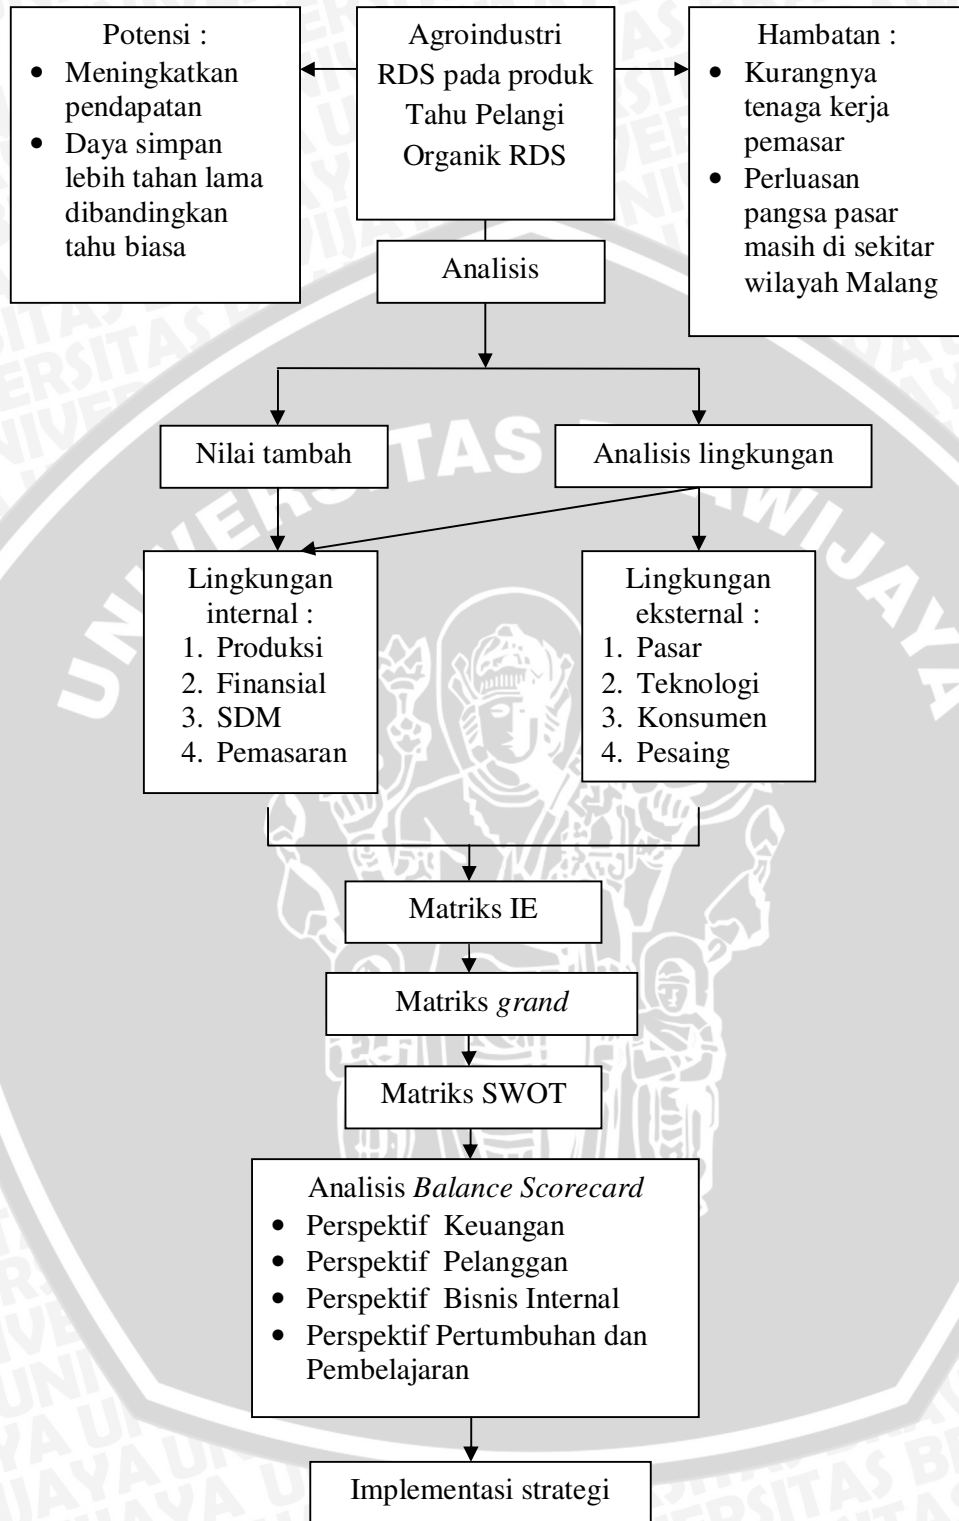 Potensi :
• Meningkatkan
pendapatan
• Daya simpan
lebih tahan lama
dibandingkan
tahu biasa
Agroindustri
RDS pada produk
Tahu Pelangi
Organik RDS
Hambatan :
• Kurangnya
tenaga kerja
pemasar
• Perluasan
pangsa pasar
masih di sekitar
wilayah Malang
Analisis
Nilai tambah
Analisis lingkungan
Lingkungan
internal :
1. Produksi
2. Finansial
3. SDM
4. Pemasaran
Lingkungan
eksternal :
1. Pasar
2. Teknologi
3. Konsumen
4. Pesaing
Matriks IE
Matriks grand
Matriks SWOT
Analisis Balance Scorecard
• Perspektif Keuangan
• Perspektif Pelanggan
• Perspektif Bisnis Internal
• Perspektif Pertumbuhan dan
Pembelajaran
Implementasi strategi